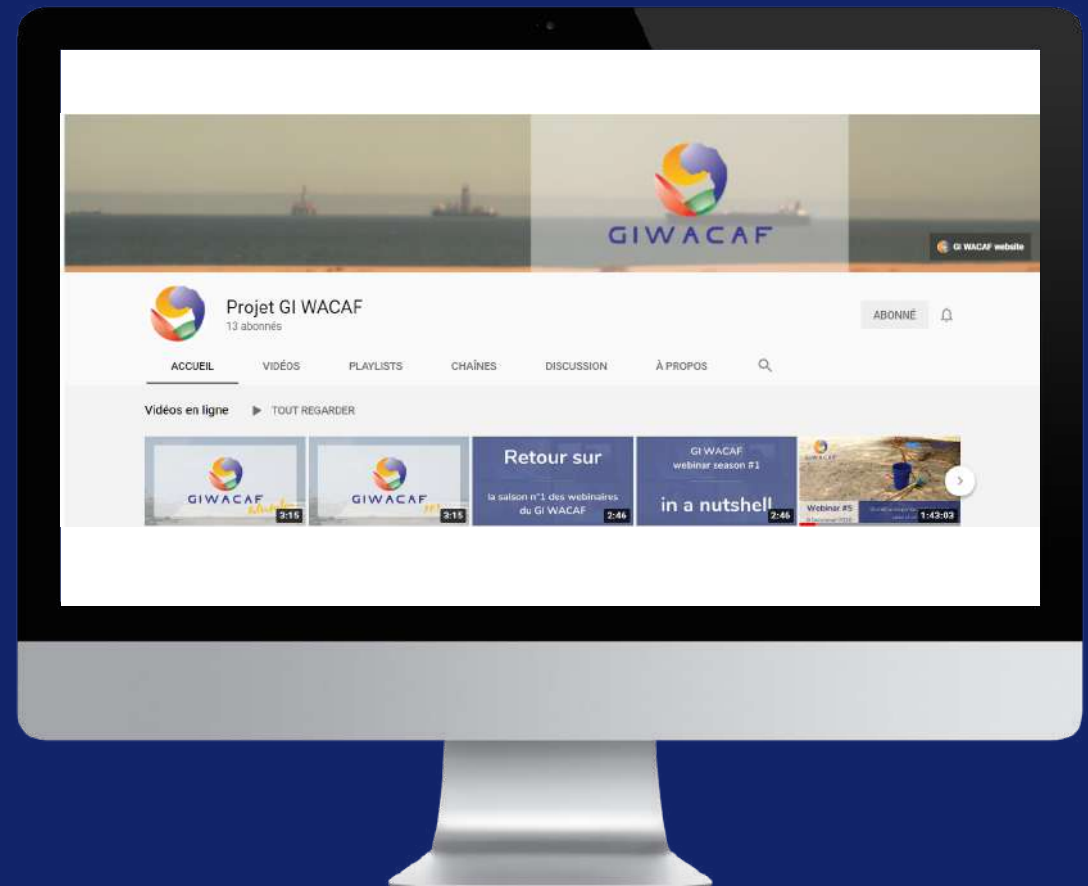 GIWACAF
GI WACAF website
Projet GI WACAF
13 abonnés
ABONNÉ
ACCUEIL
VIDÉOS
PLAYLISTS
CHAÎNES
DISCUSSION
À PROPOS
Vidéos en ligne
TOUT REGARDER
GIWACAF
3:15
GIWACAF
3:15
Retour sur
la saison n°1 des webinaires
du GI WACAF
2:46
GI WACAF
webinar season #1
in a nutshell
2:46
GIWACAF
Webinar #5
1:43:03